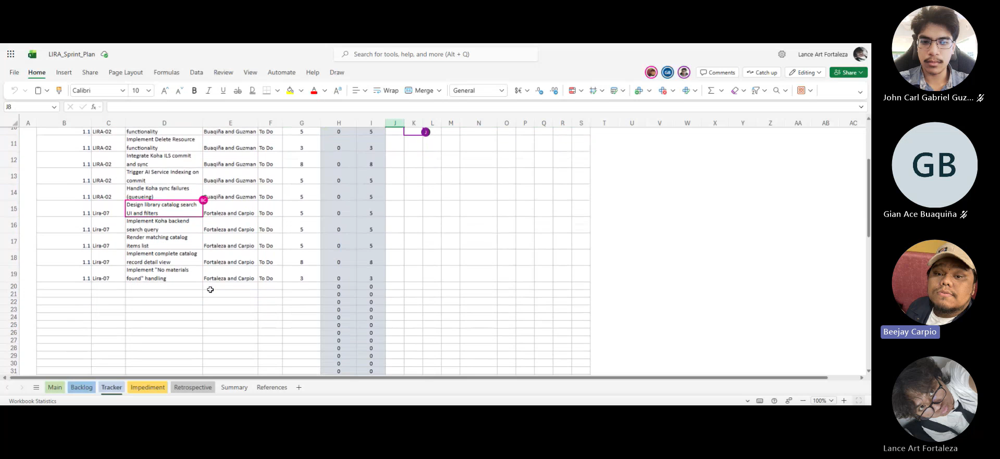 LIRA_Sprint_Plan
Search for tools, help, and more (Alt + Q)
Lance Art Fortaleza
File Home Insert Share Page Layout Formulas Data Review View Automate Help Draw
GB
Comments Catch up Editing Share
Calibri 10 B I U ab D A A Wrap Merge General $€
J8 fx
A B C D E F G H I J K L M N O P Q R S T U V W X Y Z AA AB AC
10 1.1 LIRA-02 functionality Buaqiña and Guzman To Do 5 0 5 J
Implement Delete Resource
11 1.1 LIRA-02 functionality Buaqiña and Guzman To Do 3 0 3
Integrate Koha ILS commit
12 1.1 LIRA-02 and sync Buaqiña and Guzman To Do 8 0 8
Trigger AI Service Indexing on
13 1.1 LIRA-02 commit Buaqiña and Guzman To Do 5 0 5
Handle Koha sync failures
14 1.1 LIRA-02 (queueing) Buaqiña and Guzman To Do 5 0 5
BC
Design library catalog search
15 1.1 Lira-07 UI and filters Fortaleza and Carpio To Do 5 0 5
Implement Koha backend
16 1.1 Lira-07 search query Fortaleza and Carpio To Do 5 0 5
Render matching catalog
17 1.1 Lira-07 items list Fortaleza and Carpio To Do 5 0 5
Implement complete catalog
18 1.1 Lira-07 record detail view Fortaleza and Carpio To Do 8 0 8
Implement "No materials
19 1.1 Lira-07 found" handling Fortaleza and Carpio To Do 3 0 3
20 0 0
21 0 0
22 0 0
23 0 0
24 0 0
25 0 0
26 0 0
27 0 0
28 0 0
29 0 0
30 0 0
31 0 0
Main Backlog Tracker Impediment Retrospective Summary References
Workbook Statistics
100%
John Carl Gabriel Guz...
GB
Gian Ace Buaquiña
Beejay Carpio
Lance Art Fortaleza